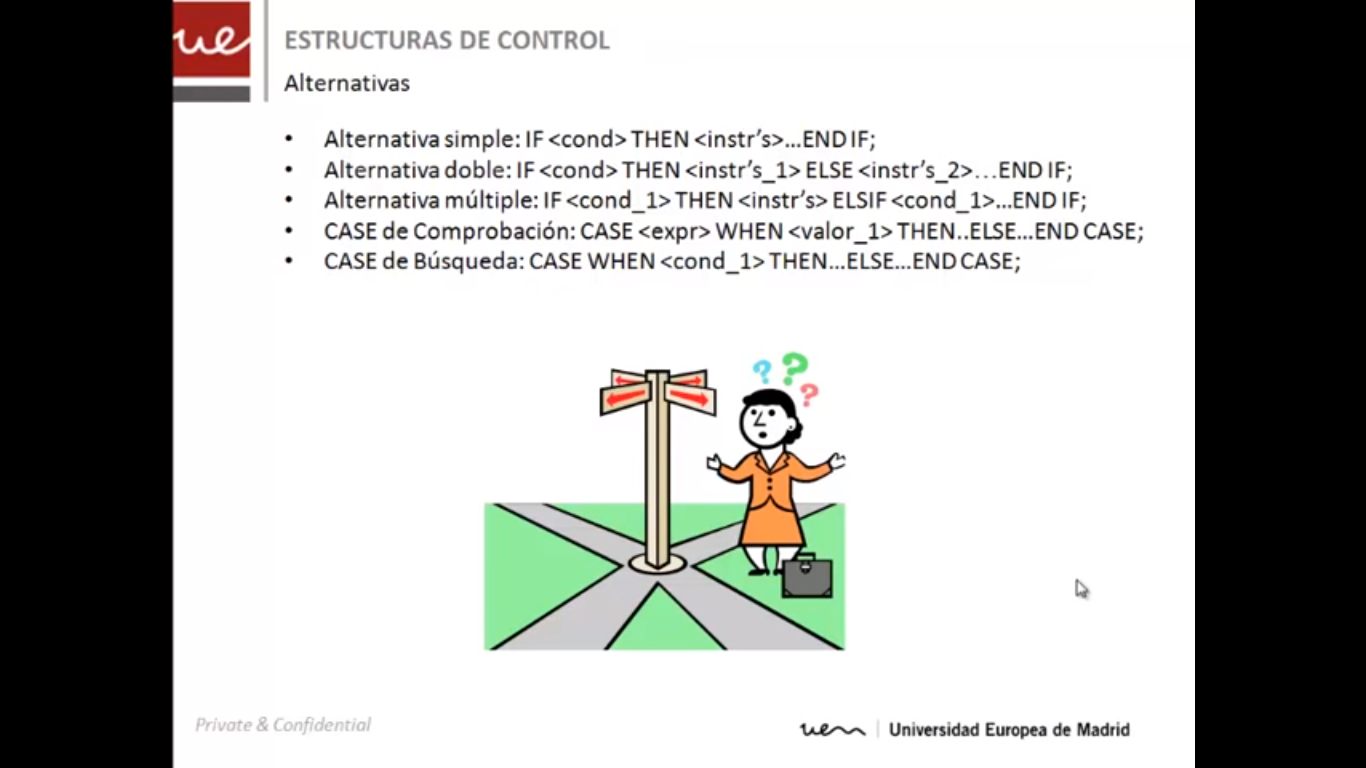 ue
ESTRUCTURAS DE CONTROL
Alternativas
• Alternativa simple: IF <cond> THEN <instr’s>...END IF;
• Alternativa doble: IF <cond> THEN <instr’s_1> ELSE <instr’s_2>…END IF;
• Alternativa múltiple: IF <cond_1> THEN <instr’s> ELSIF <cond_1>...END IF;
• CASE de Comprobación: CASE <expr> WHEN <valor_1> THEN..ELSE...END CASE;
• CASE de Búsqueda: CASE WHEN <cond_1> THEN...ELSE...END CASE;
? ? ?
Private & Confidential
uem Universidad Europea de Madrid